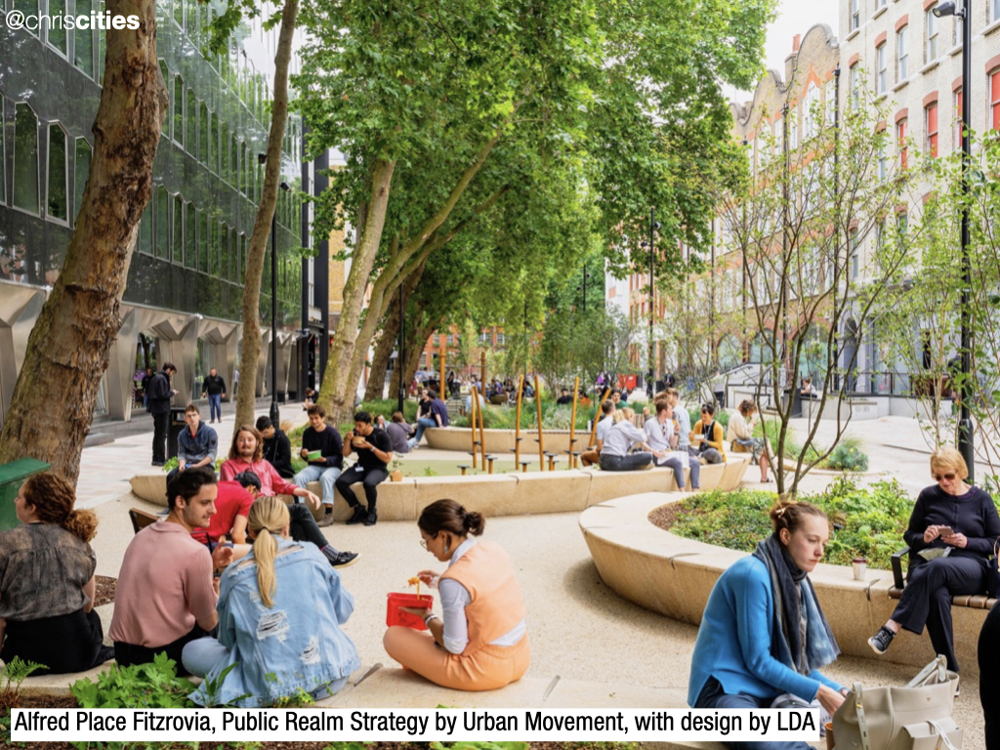 @chriscities
Alfred Place Fitzrovia, Public Realm Strategy by Urban Movement, with design by LDA